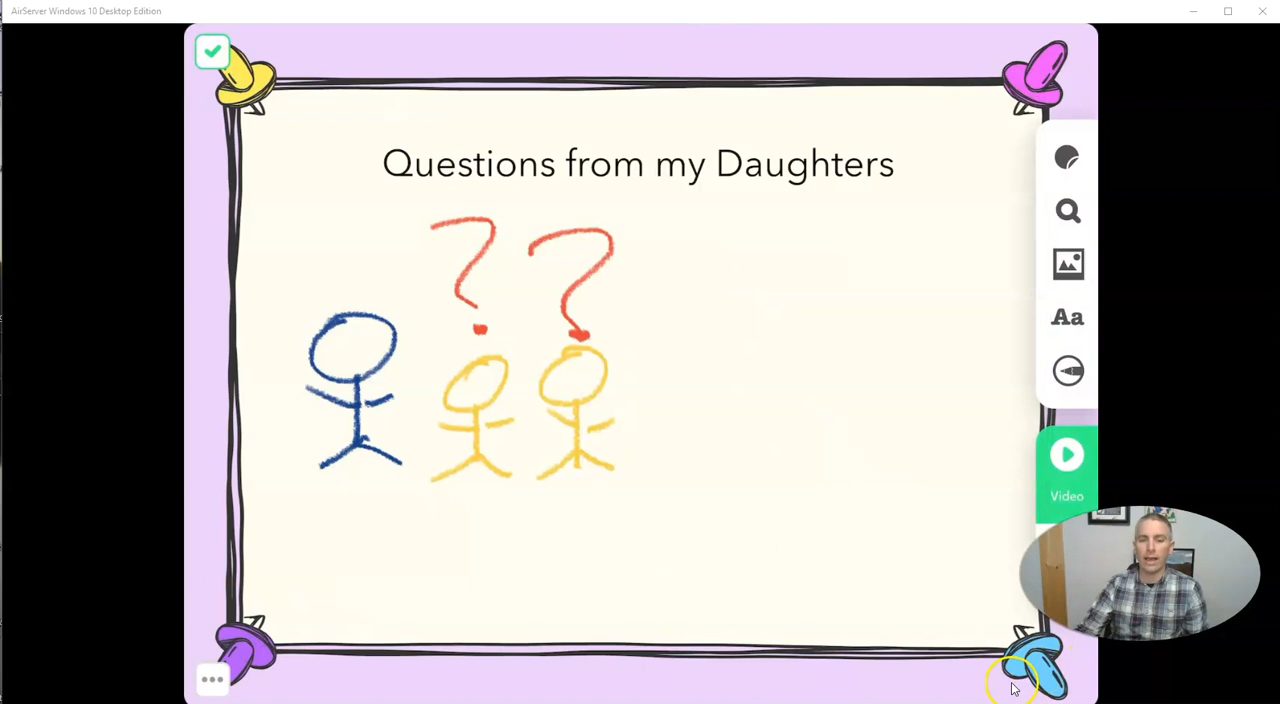 AirServer Windows 10 Desktop Edition
Questions from my Daughters
? ?
Aa
Video